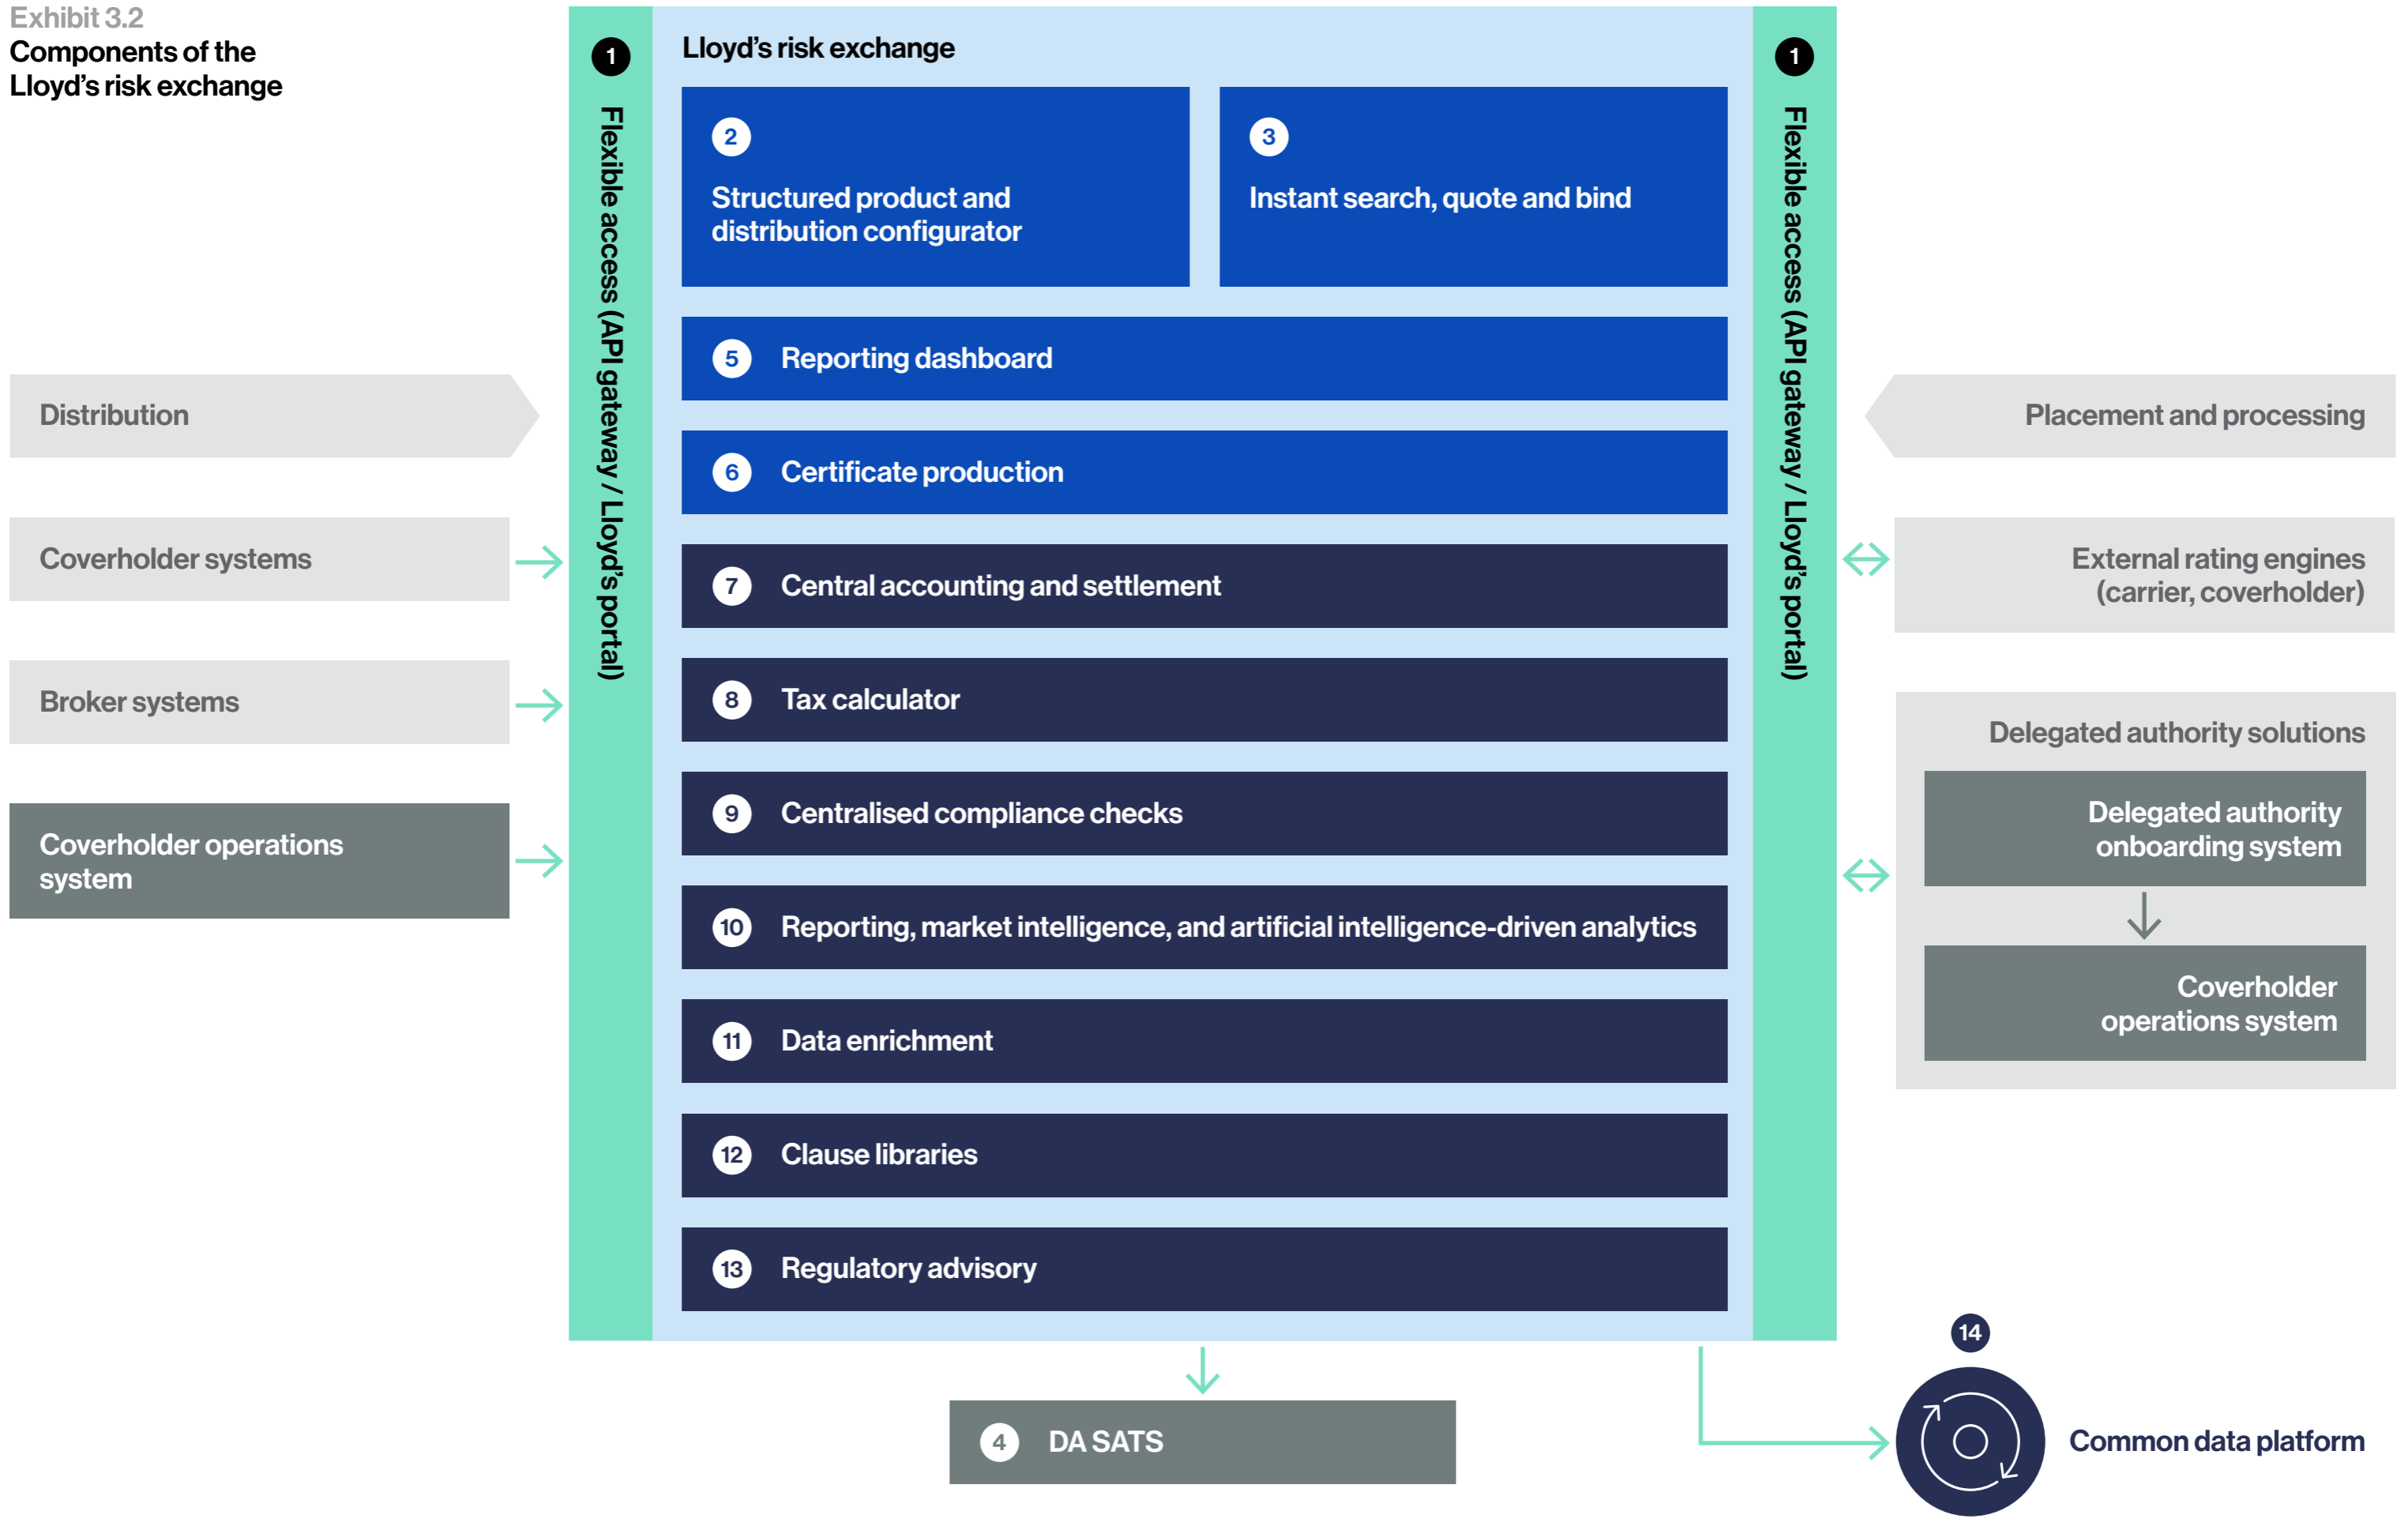 Exhibit 3.2
Components of the
Lloyd's risk exchange
Distribution
Coverholder systems
Broker systems
Coverholder operations
system
1
Flexible access (API gateway / Lloyd's portal)
Lloyd's risk exchange
2
Structured product and
distribution configurator
3
Instant search, quote and bind
5 Reporting dashboard
6 Certificate production
7 Central accounting and settlement
8 Tax calculator
9 Centralised compliance checks
10 Reporting, market intelligence, and artificial intelligence-driven analytics
11 Data enrichment
12 Clause libraries
13 Regulatory advisory
1
Flexible access (API gateway / Lloyd's portal)
Placement and processing
External rating engines
(carrier, coverholder)
Delegated authority solutions
Delegated authority
onboarding system
Coverholder
operations system
4 DA SATS
14
Common data platform